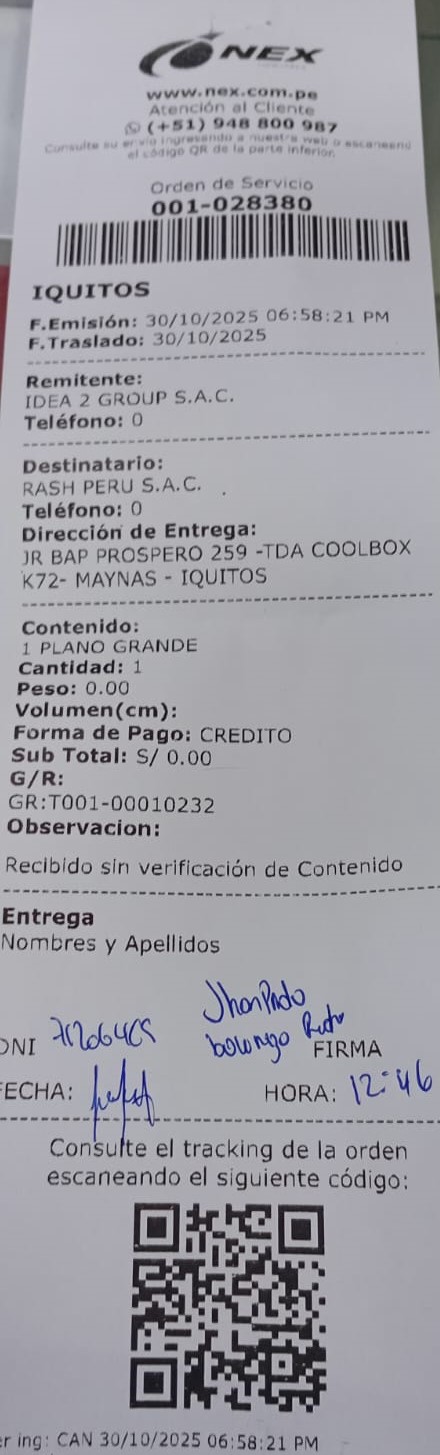 NEX
www.nex.com.pe
Atención al Cliente
(+51) 948 800 987
Consulte su envío ingresando a nuestra web o escaneando
el código QR de la parte inferior.
Orden de Servicio
001-028380
IQUITOS
F.Emisión: 30/10/2025 06:58:21 PM
F.Traslado: 30/10/2025
Remitente:
IDEA 2 GROUP S.A.C.
Teléfono: 0
Destinatario:
RASH PERU S.A.C. .
Teléfono: 0
Dirección de Entrega:
JR BAP PROSPERO 259 -TDA COOLBOX
K72- MAYNAS - IQUITOS
Contenido:
1 PLANO GRANDE
Cantidad: 1
Peso: 0.00
Volumen(cm):
Forma de Pago: CREDITO
Sub Total: S/ 0.00
G/R:
GR:T001-00010232
Observacion:
Recibido sin verificación de Contenido
Entrega
Nombres y Apellidos
DNI
FIRMA
FECHA:
HORA: 12:46
Consulte el tracking de la orden
escaneando el siguiente código:
ing: CAN 30/10/2025 06:58:21 PM